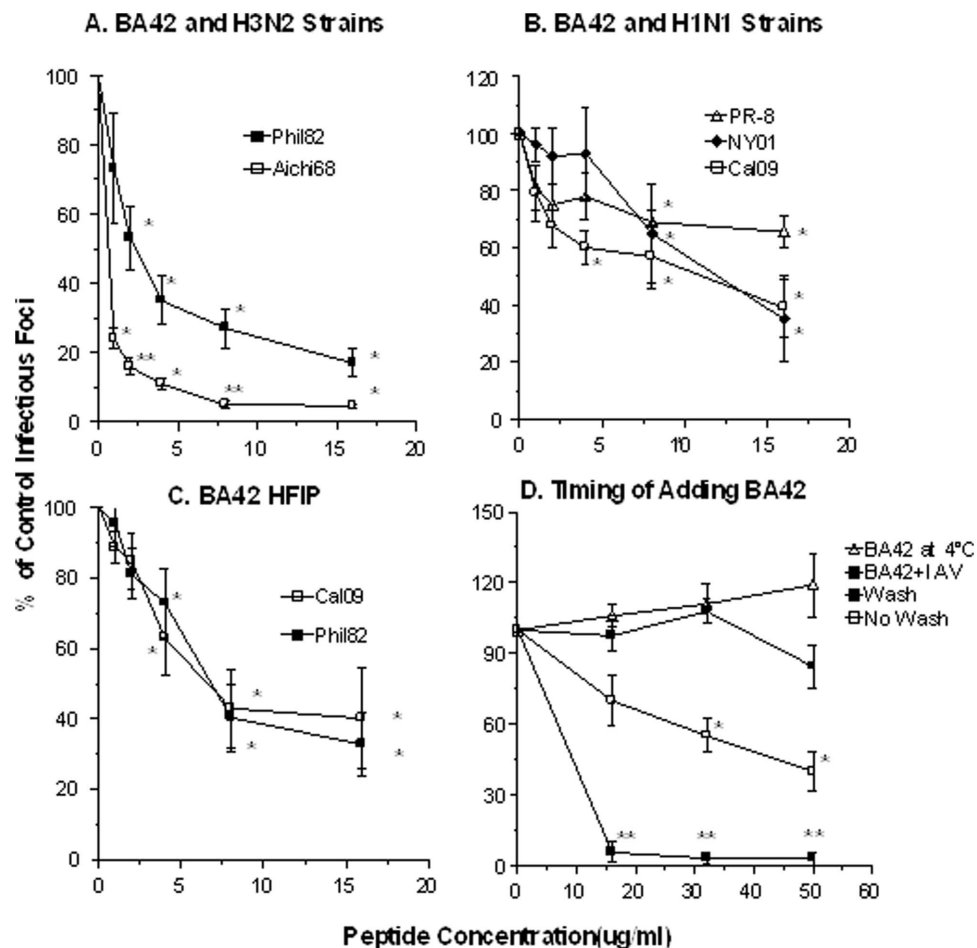 A. BA42 and H3N2 Strains
100
80
60
40
20
0
0 5 10 15 20
Phil82
Aichi68
* * * *
* ** * ** *
B. BA42 and H1N1 Strains
120
100
80
60
40
20
0
0 5 10 15 20
PR-8
NY01
Cal09
* * * * * * *
% of Control Infectious Foci
C. BA42 HFIP
100
80
60
40
20
0
0 5 10 15 20
Cal09
Phil82
* * * * * *
D. Timing of Adding BA42
150
120
90
60
30
0
0 10 20 30 40 50 60
BA42 at 4°C
BA42+IAV
Wash
No Wash
* *
** ** **
Peptide Concentration(ug/ml)